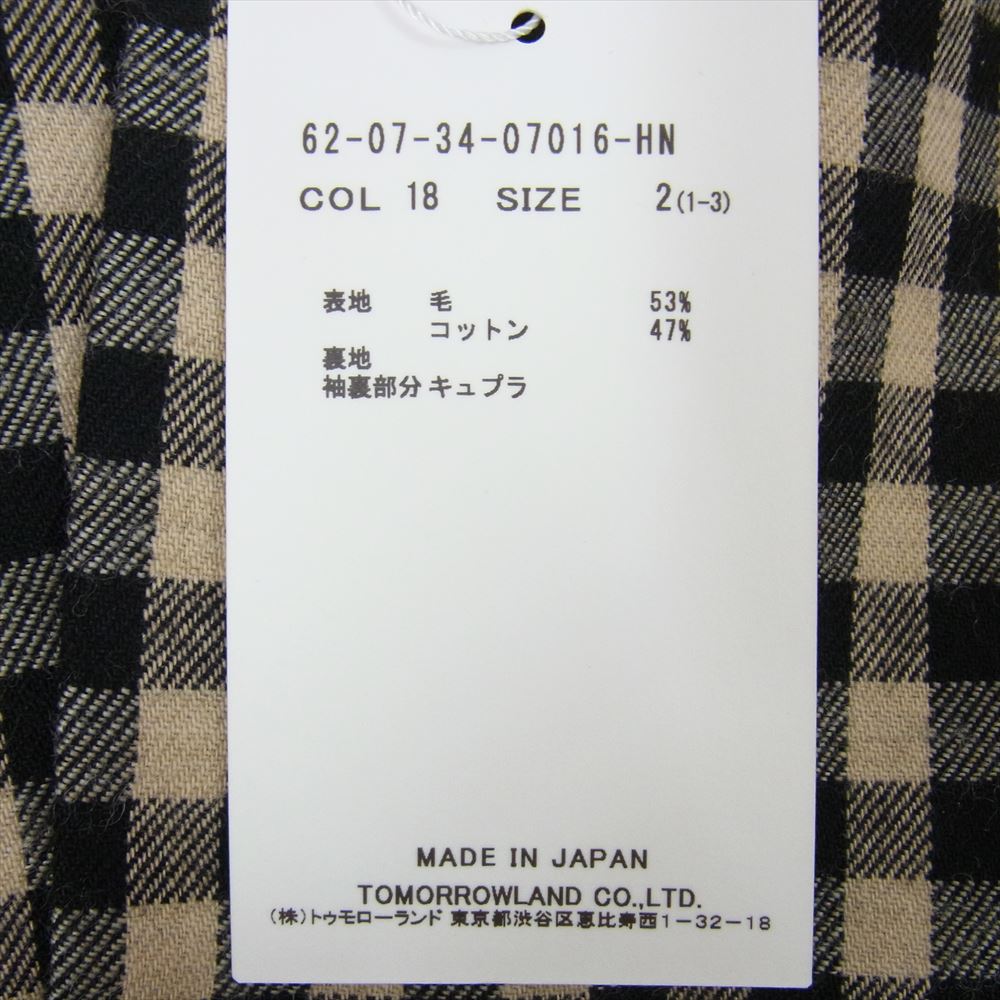 62-07-34-07016-HN
COL 18 SIZE 2(1-3)
表地 毛 53%
コットン 47%
裏地
袖裏部分 キュプラ
MADE IN JAPAN
TOMORROWLAND CO.,LTD.
(株)トゥモローランド 東京都渋谷区恵比寿西1-32-18